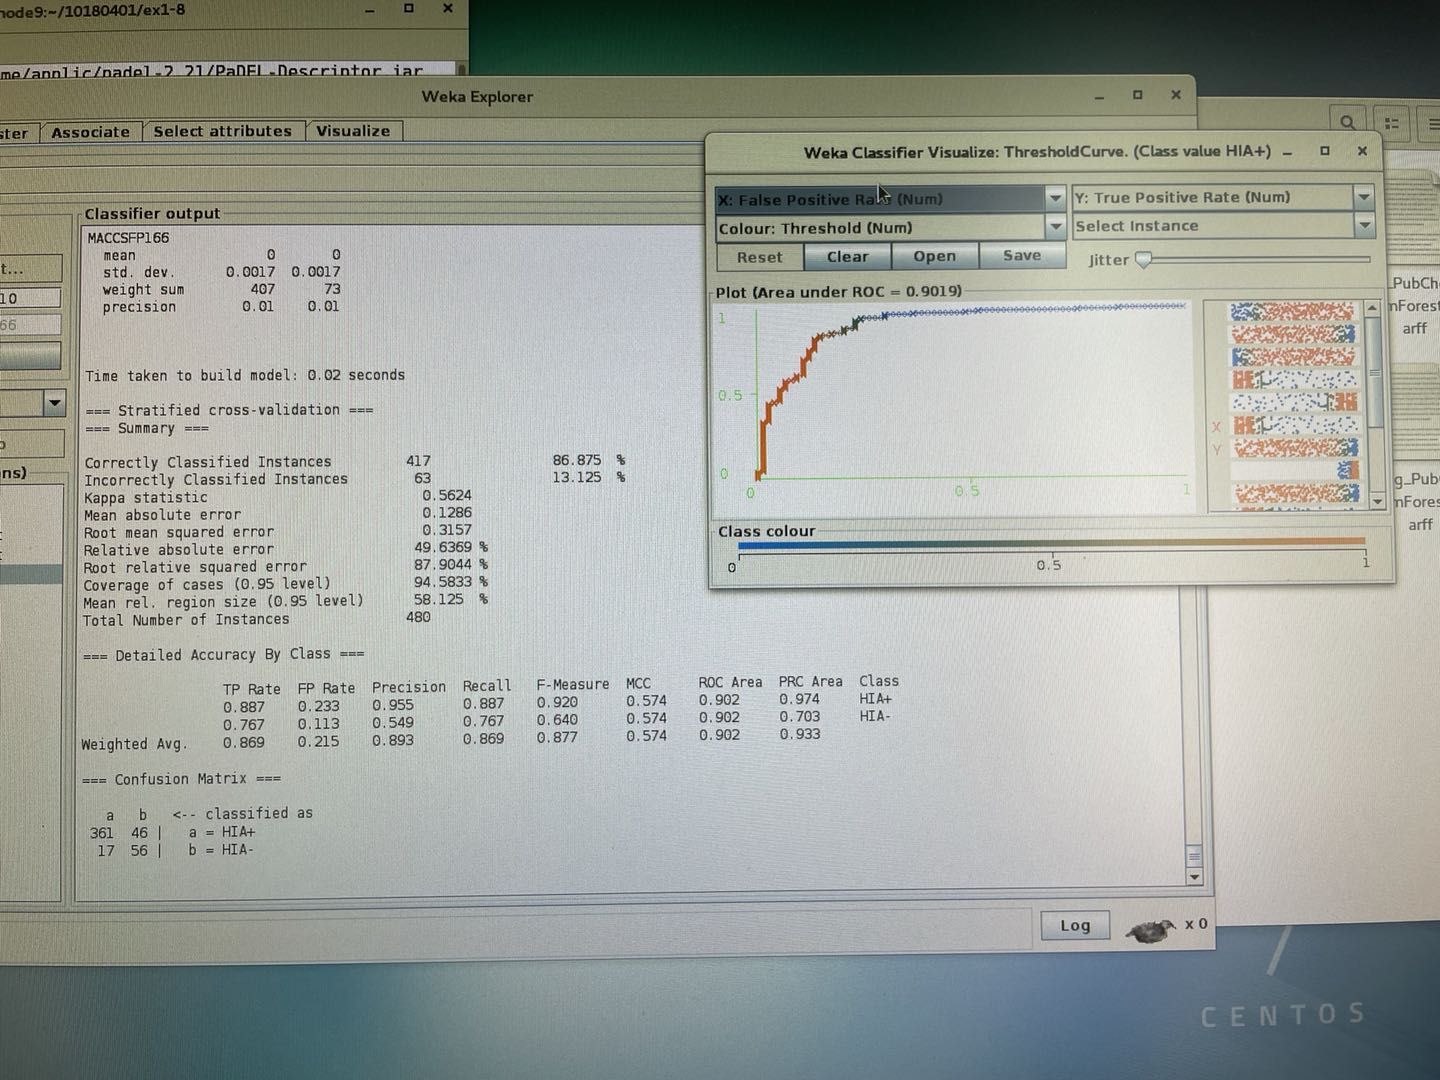 node9:~/10180401/ex1-8
me/applic/padel-2.21/PaDEL-Descriptor.jar
Weka Explorer
ster
Associate
Select attributes
Visualize
Weka Classifier Visualize: ThresholdCurve. (Class value HIA+)
X: False Positive Rate (Num)
Y: True Positive Rate (Num)
Colour: Threshold (Num)
Select Instance
Reset
Clear
Open
Save
Jitter
Plot (Area under ROC = 0.9019)
1
0.5
0
0
0.5
1
X
Y
Class colour
0
0.5
1
t...
10
66
ns)
Classifier output
MACCSFP166
mean 0 0
std. dev. 0.0017 0.0017
weight sum 407 73
precision 0.01 0.01
Time taken to build model: 0.02 seconds
=== Stratified cross-validation ===
=== Summary ===
Correctly Classified Instances 417 86.875 %
Incorrectly Classified Instances 63 13.125 %
Kappa statistic 0.5624
Mean absolute error 0.1286
Root mean squared error 0.3157
Relative absolute error 49.6369 %
Root relative squared error 87.9044 %
Coverage of cases (0.95 level) 94.5833 %
Mean rel. region size (0.95 level) 58.125 %
Total Number of Instances 480
=== Detailed Accuracy By Class ===
TP Rate FP Rate Precision Recall F-Measure MCC ROC Area PRC Area Class
0.887 0.233 0.955 0.887 0.920 0.574 0.902 0.974 HIA+
0.767 0.113 0.549 0.767 0.640 0.574 0.902 0.703 HIA-
Weighted Avg. 0.869 0.215 0.893 0.869 0.877 0.574 0.902 0.933
=== Confusion Matrix ===
a b <-- classified as
361 46 | a = HIA+
17 56 | b = HIA-
Log
x 0
_PubChe
nForest
arff
g_Pub
nForest
arff
CENTOS
7